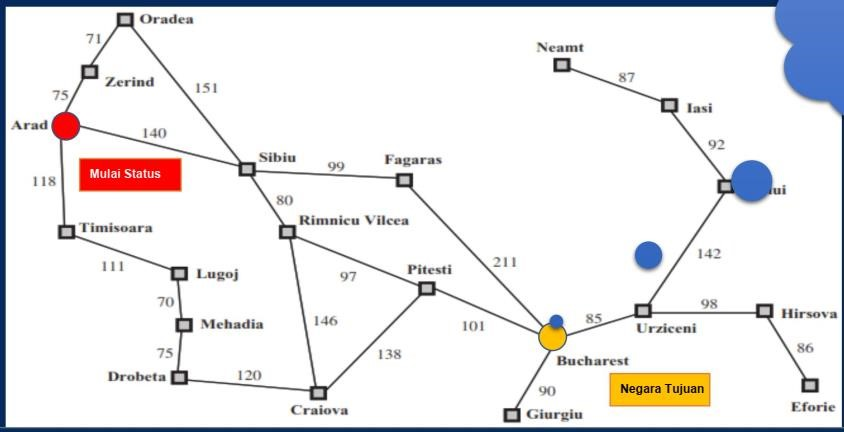 Oradea
71
Neamt
Zerind
87
75
151
Iasi
Arad
140
92
Sibiu
99
Fagaras
118
Mulai Status
80
Timisoara
Rimnicu Vilcea
111
211
142
97
Pitesti
Lugoj
70
98
146
101
85
Hirsova
Mehadia
Urziceni
75
138
86
Bucharest
Drobeta
120
90
Negara Tujuan
Craiova
Giurgiu
Eforie